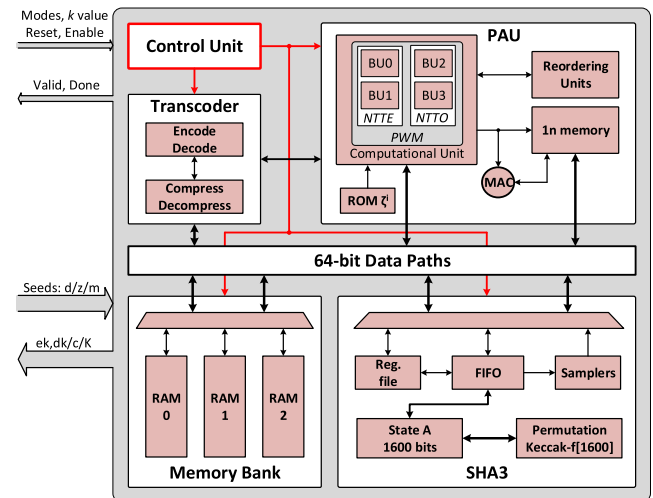 Modes, k value
Reset, Enable
Valid, Done
Seeds: d/z/m
ek,dk/c/K
Control Unit
Transcoder
Encode
Decode
Compress
Decompress
PAU
BU0
BU2
BU1
BU3
NTTE
NTTO
PWM
Computational Unit
ROM ζⁱ
Reordering
Units
1n memory
MAC
64-bit Data Paths
RAM
0
RAM
1
RAM
2
Memory Bank
Reg.
file
FIFO
Samplers
State A
1600 bits
Permutation
Keccak-f[1600]
SHA3